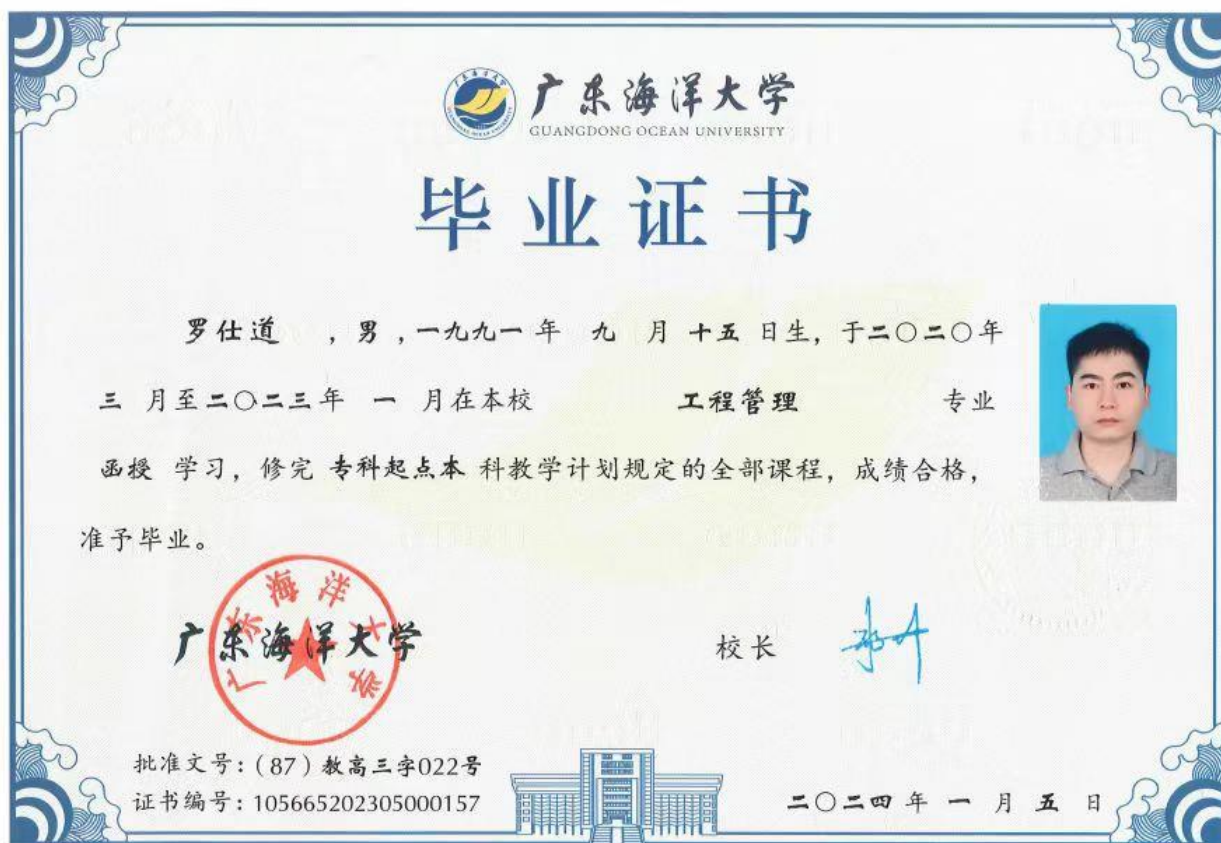 广东海洋大学
GUANGDONG OCEAN UNIVERSITY
毕业证书
罗仕道 ，男，一九九一年 九 月 十五 日生，于二〇二〇年
三 月至二〇二三年 一 月在本校 工程管理 专业
函授 学习，修完 专科起点本 科教学计划规定的全部课程，成绩合格，
准予毕业。
广东海洋大学
广东海洋大学
校长
批准文号：(87)教高三字022号
证书编号：105665202305000157
二〇二四年 一 月 五 日